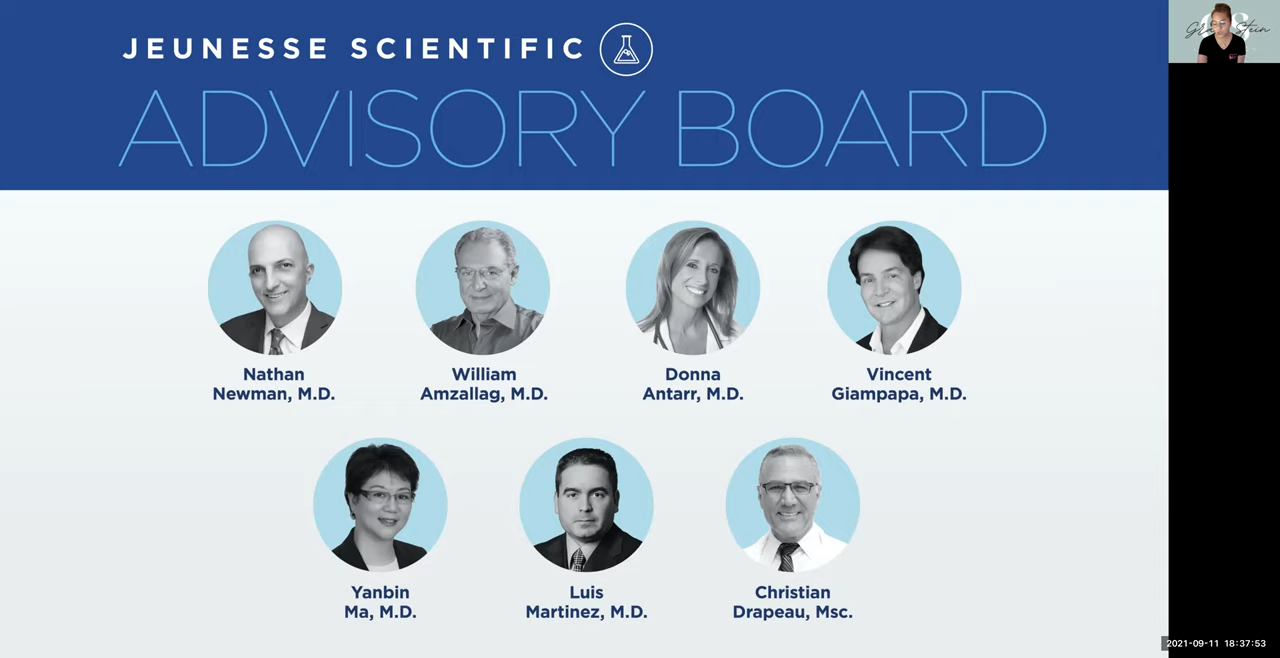 JEUNESSE SCIENTIFIC
ADVISORY BOARD
Nathan
Newman, M.D.
William
Amzallag, M.D.
Donna
Antarr, M.D.
Vincent
Giampapa, M.D.
Yanbin
Ma, M.D.
Luis
Martinez, M.D.
Christian
Drapeau, Msc.
2021-09-11 18:37:53